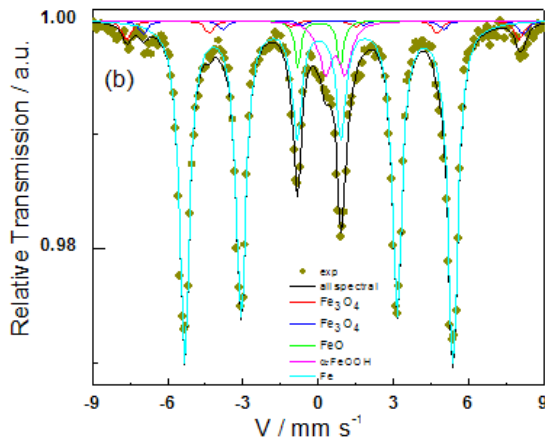 1.00
(b)
Relative Transmission / a.u.
0.98
exp
all spectral
Fe₃O₄
Fe₃O₄
FeO
α-FeOOH
Fe
-9 -6 -3 0 3 6 9
V / mm s⁻¹